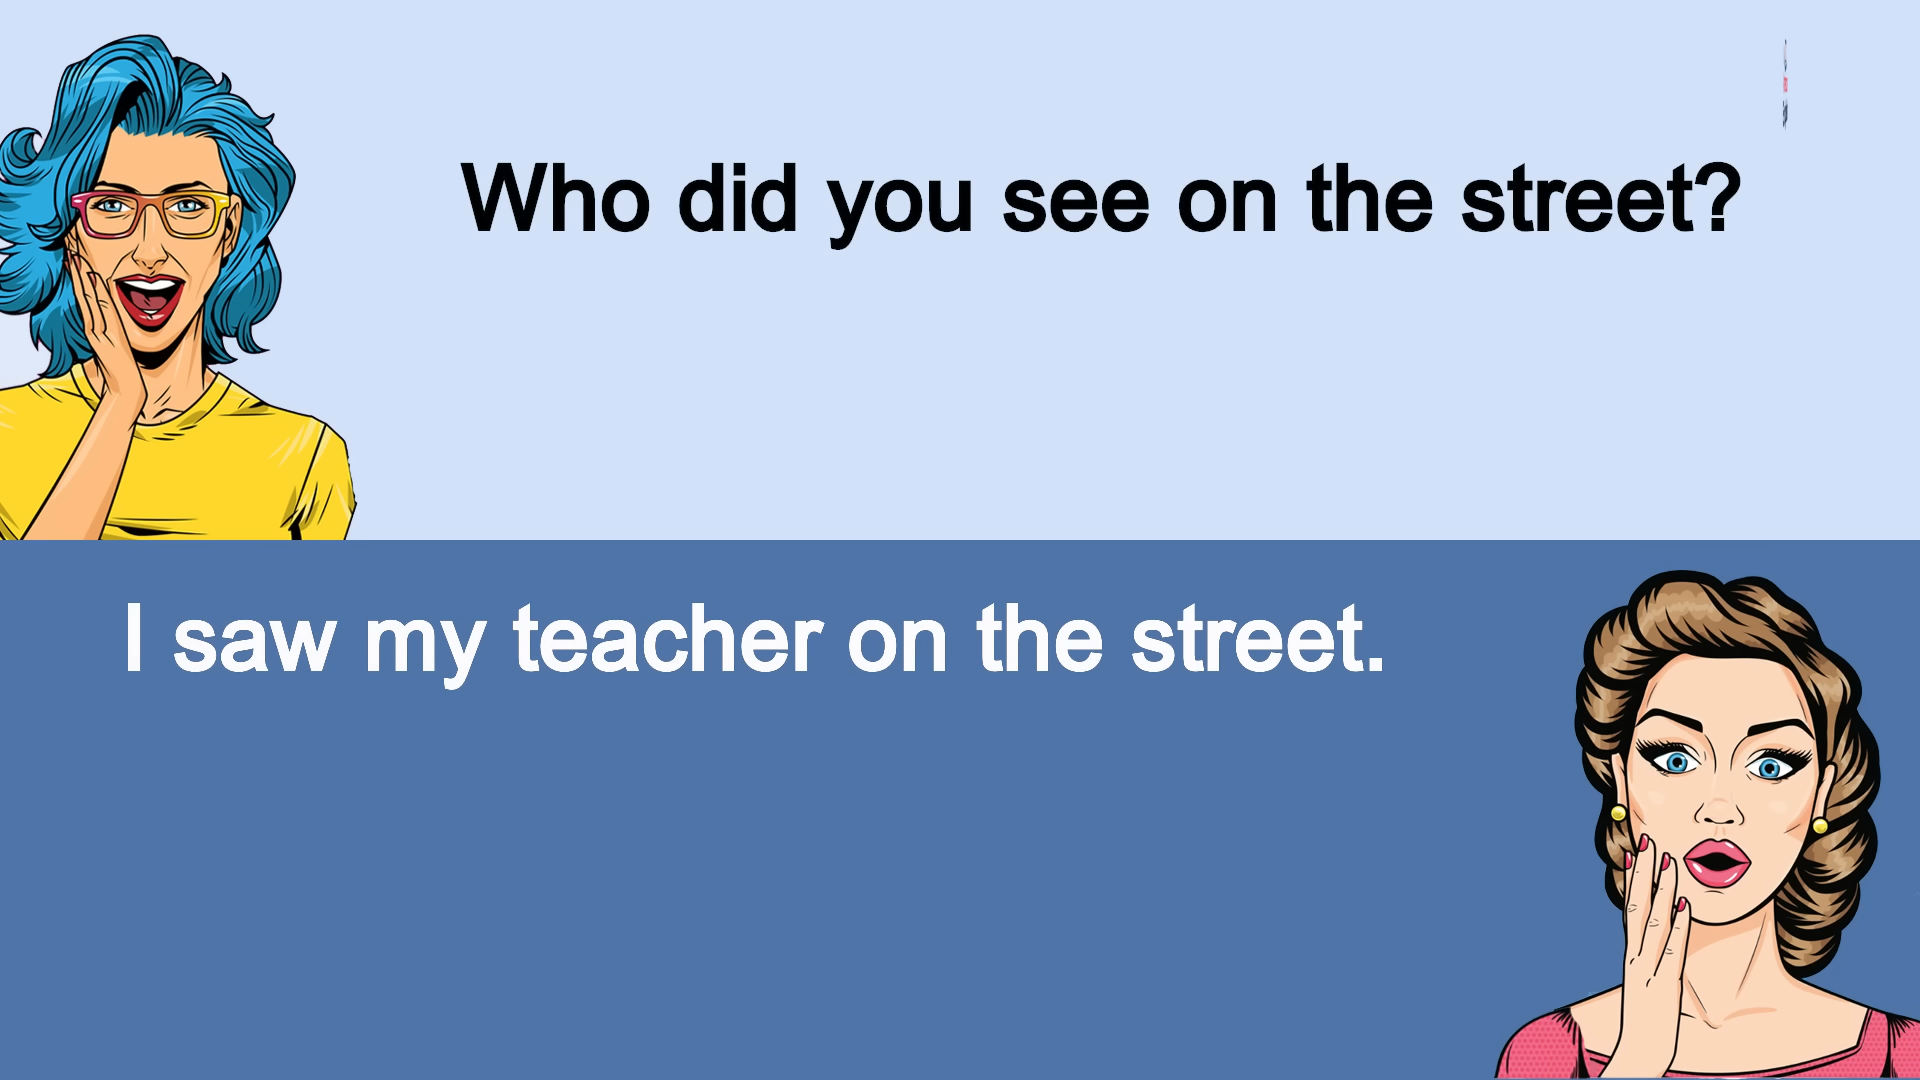 Who did you see on the street?
I saw my teacher on the street.